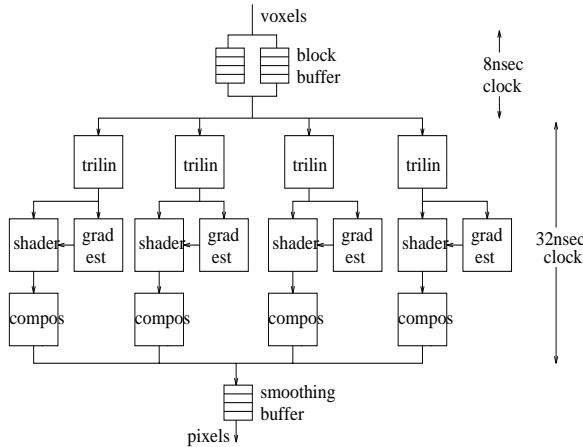 voxels
block
buffer
8nsec
clock
trilin
trilin
trilin
trilin
shader
grad
est
shader
grad
est
shader
grad
est
shader
grad
est
32nsec
clock
compos
compos
compos
compos
smoothing
buffer
pixels